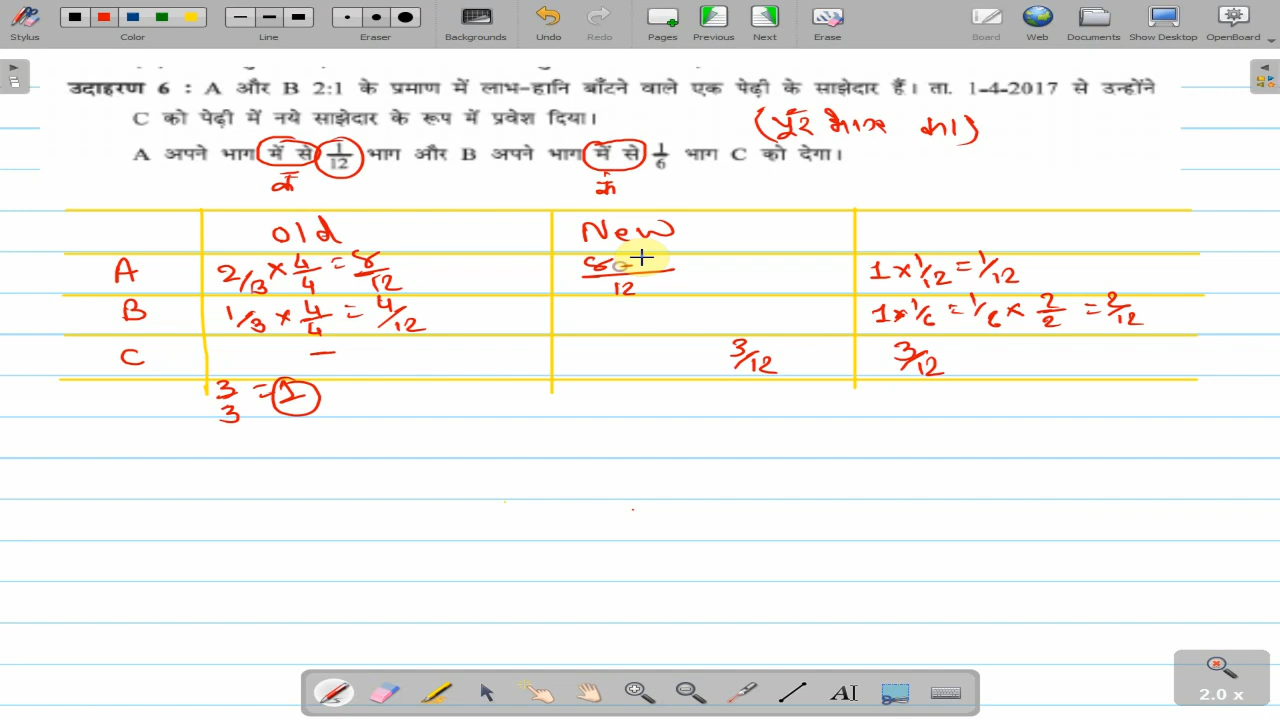 Stylus Color Line Eraser Backgrounds Undo Redo Pages Previous Next Erase Board Web Documents Show Desktop OpenBoard
उदाहरण 6 : A और B 2:1 के प्रमाण में लाभ-हानि बाँटने वाले एक पेढ़ी के साझेदार हैं। ता. 1-4-2017 से उन्होंने
C को पेढ़ी में नये साझेदार के रूप में प्रवेश दिया।
A अपने भाग में से 1/12 भाग और B अपने भाग में से 1/6 भाग C को देगा।
Old New
A 2/3 × 4/4 = 8/12 8 - /12 1 × 1/12 = 1/12
B 1/3 × 4/4 = 4/12 1 × 1/6 = 1/6 × 2/2 = 2/12
C — 3/12 3/12
3/3 = 1
2.0 x